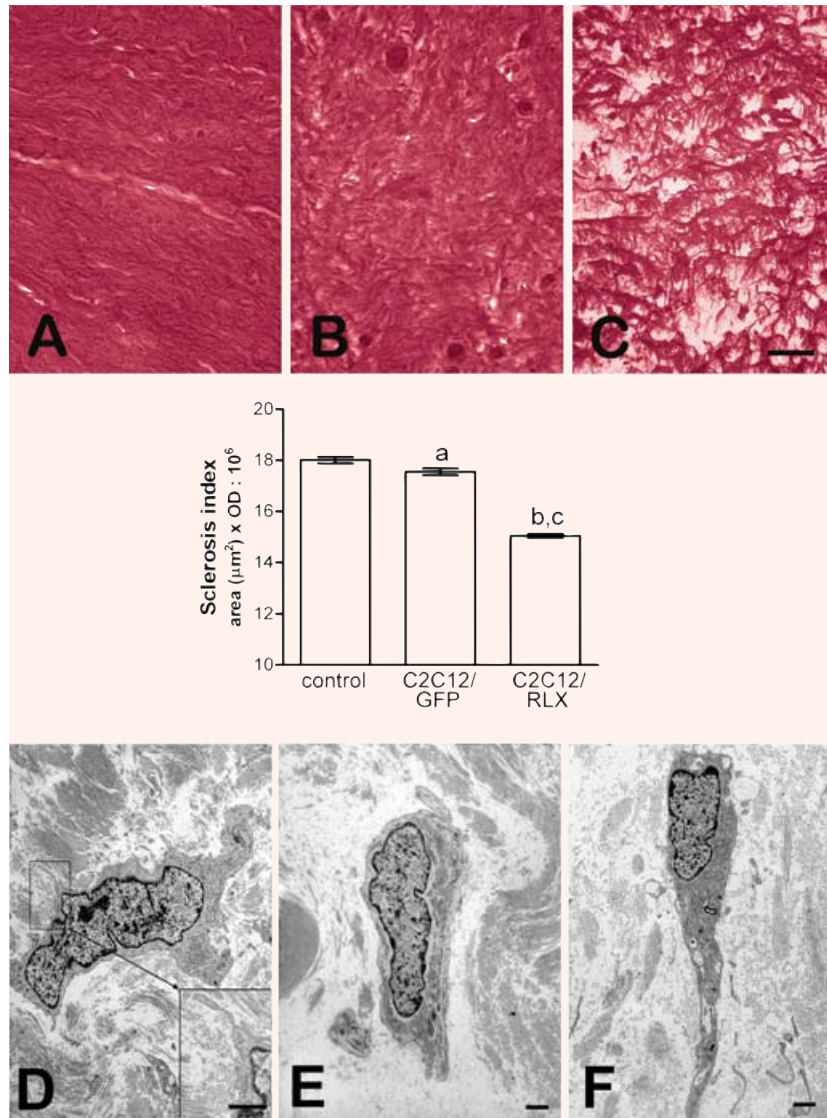 A
B
C
20
18
16
14
12
10
Sclerosis index
area (μm²) x OD : 10⁶
a
b,c
control
C2C12/
GFP
C2C12/
RLX
D
E
F